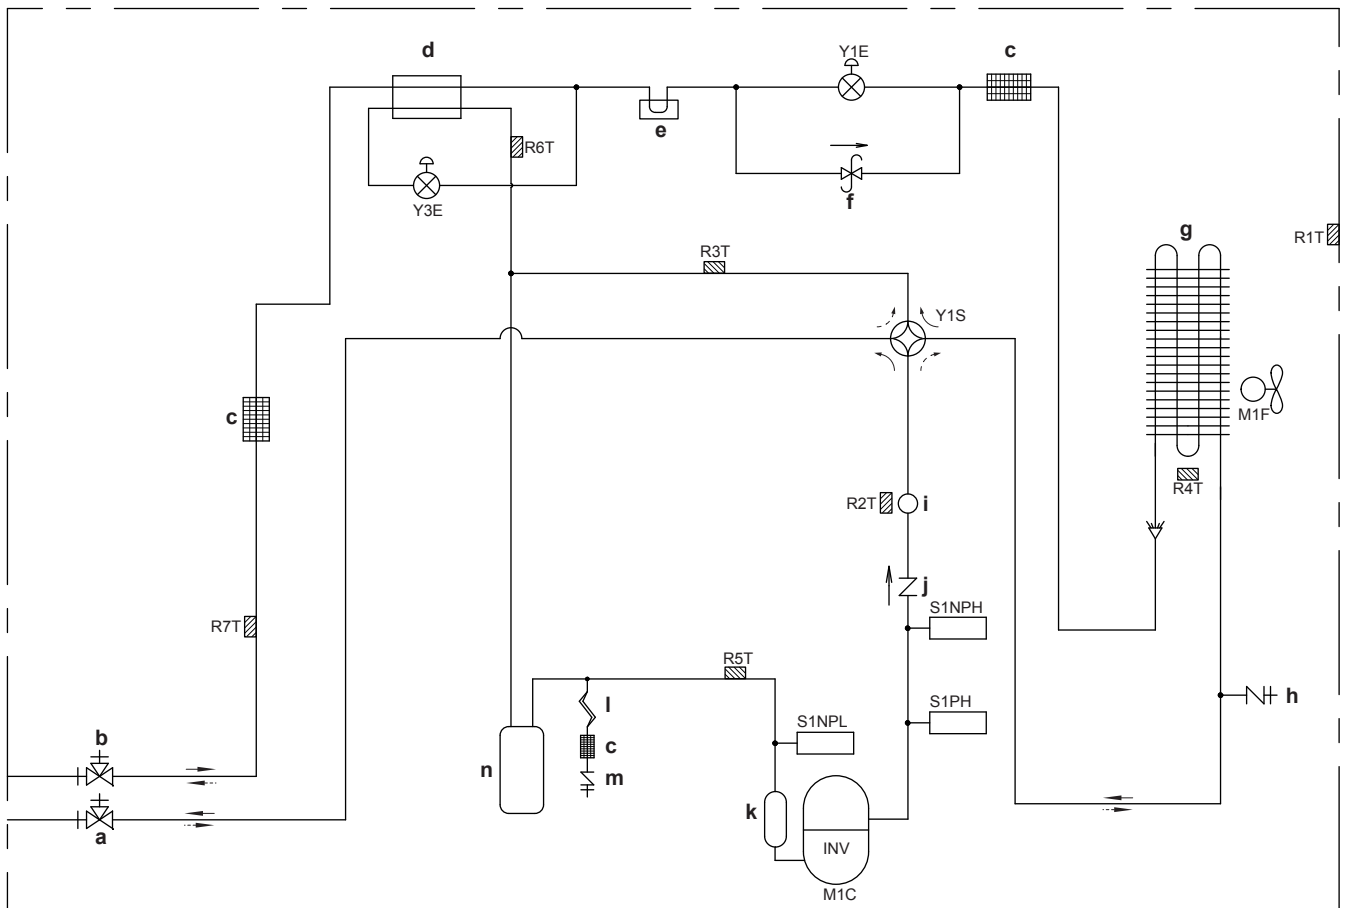 d
Y1E
c
e
R6T
Y3E
f
R3T
g
R1T
Y1S
c
M1F
R4T
R2T
i
j
S1NPH
R7T
R5T
l
S1NPL
S1PH
h
b
c
n
m
a
k
INV
M1C